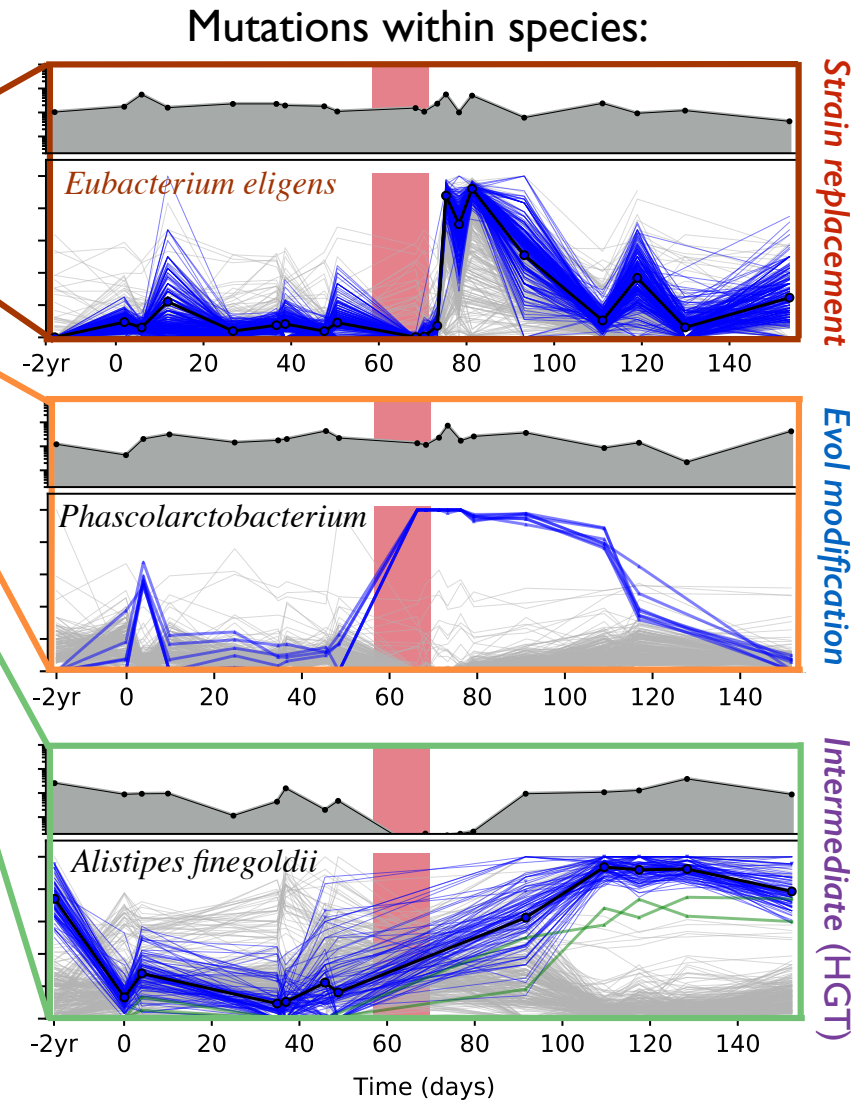 Mutations within species:
Eubacterium eligens
-2yr 0 20 40 60 80 100 120 140
Strain replacement
Phascolarctobacterium
-2yr 0 20 40 60 80 100 120 140
Evol modification
Alistipes finegoldii
-2yr 0 20 40 60 80 100 120 140
Time (days)
Intermediate (HGT)